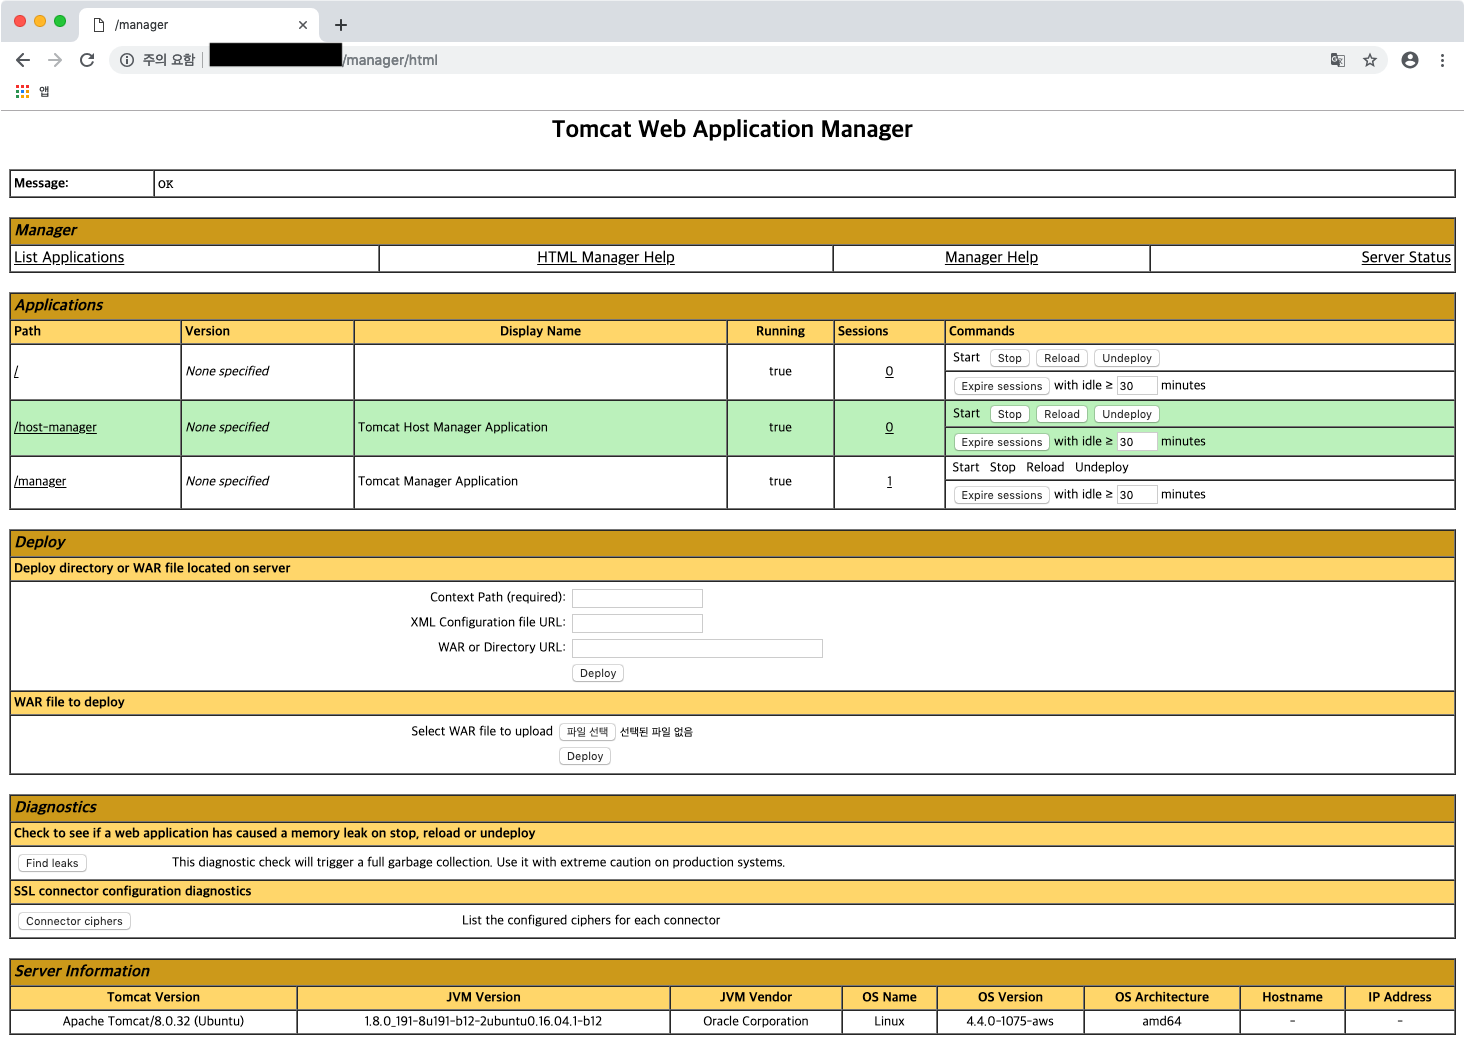 /manager
주의 요함 /manager/html
앱
Tomcat Web Application Manager
Message: OK
Manager
List Applications HTML Manager Help Manager Help Server Status
Applications
Path Version Display Name Running Sessions Commands
/ None specified true 0 Start Stop Reload Undeploy
Expire sessions with idle ≥ 30 minutes
/host-manager None specified Tomcat Host Manager Application true 0 Start Stop Reload Undeploy
Expire sessions with idle ≥ 30 minutes
/manager None specified Tomcat Manager Application true 1 Start Stop Reload Undeploy
Expire sessions with idle ≥ 30 minutes
Deploy
Deploy directory or WAR file located on server
Context Path (required):
XML Configuration file URL:
WAR or Directory URL:
Deploy
WAR file to deploy
Select WAR file to upload 파일 선택 선택된 파일 없음
Deploy
Diagnostics
Check to see if a web application has caused a memory leak on stop, reload or undeploy
Find leaks This diagnostic check will trigger a full garbage collection. Use it with extreme caution on production systems.
SSL connector configuration diagnostics
Connector ciphers List the configured ciphers for each connector
Server Information
Tomcat Version JVM Version JVM Vendor OS Name OS Version OS Architecture Hostname IP Address
Apache Tomcat/8.0.32 (Ubuntu) 1.8.0_191-8u191-b12-2ubuntu0.16.04.1-b12 Oracle Corporation Linux 4.4.0-1075-aws amd64 - -